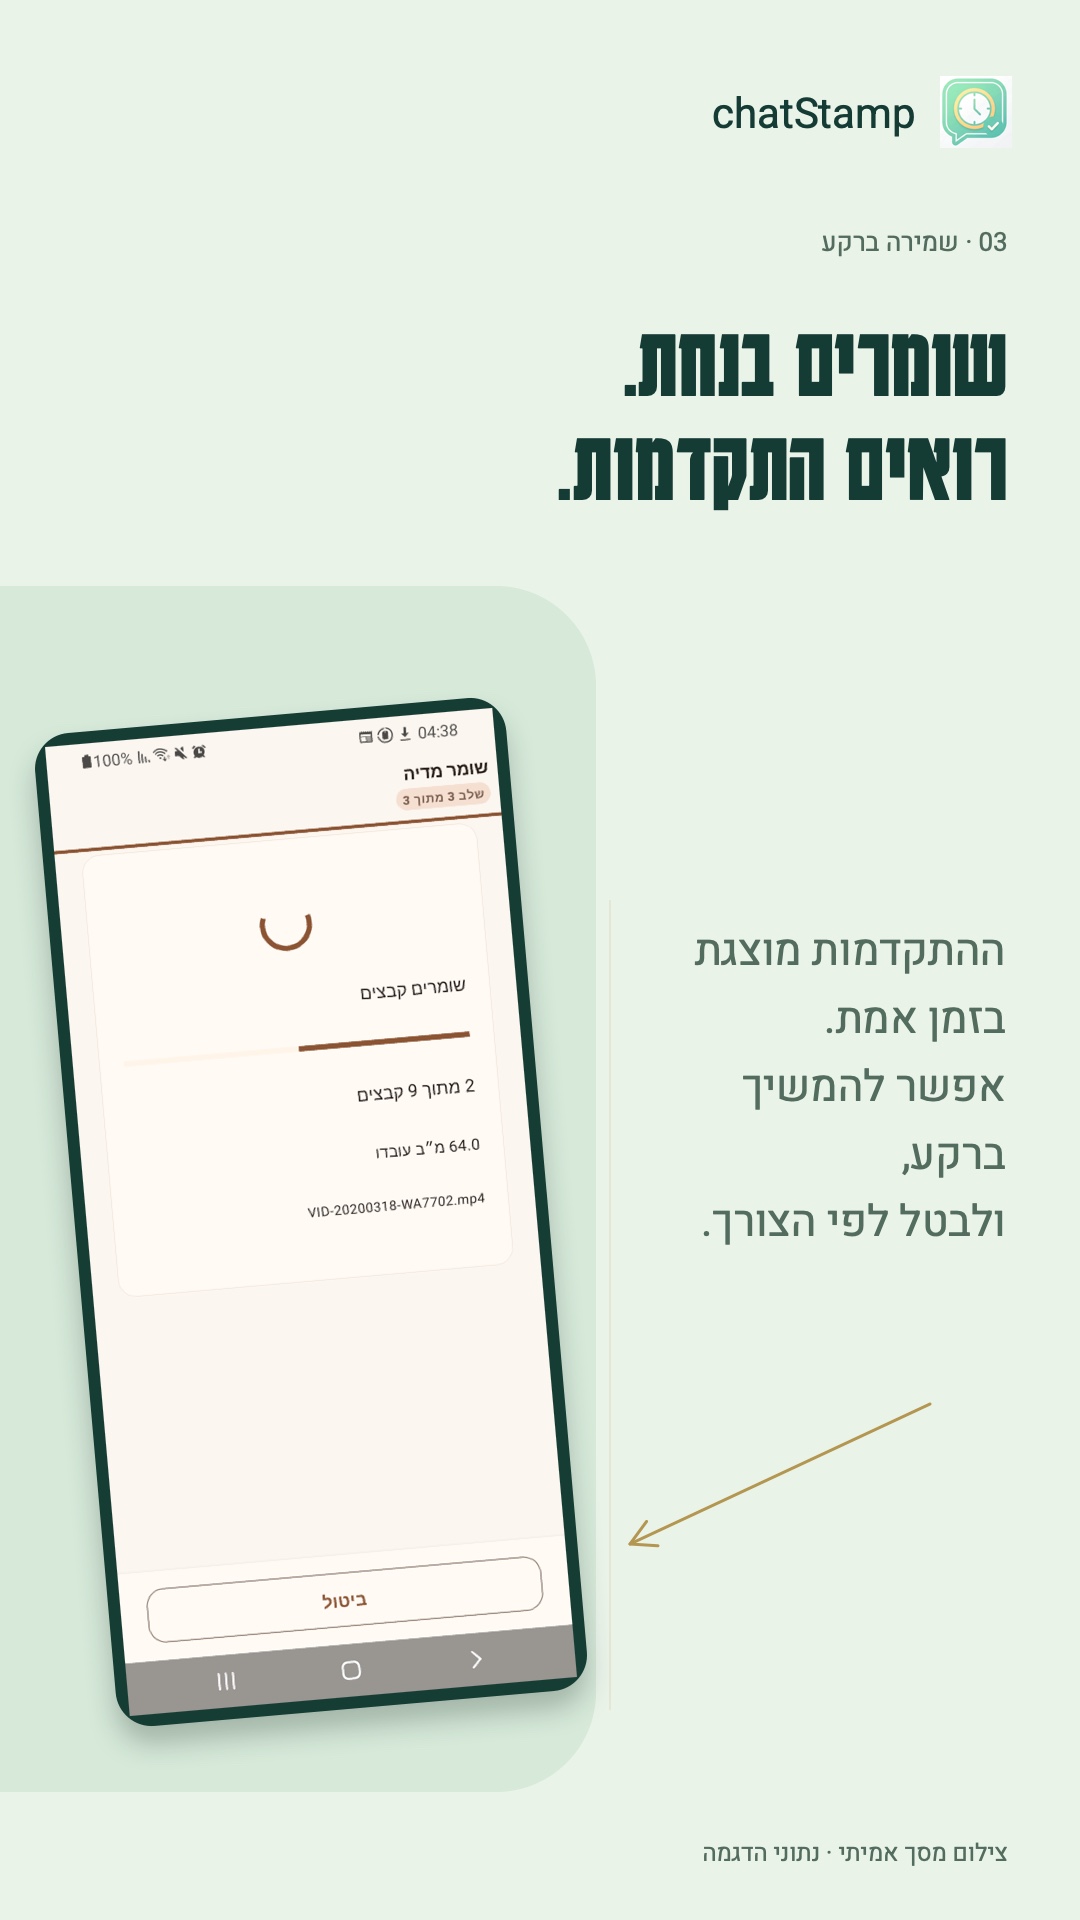 chatStamp
03 · שמירה ברקע
שומרים בנחת.
רואים התקדמות.
04:38
100%
שומר מדיה
שלב 3 מתוך 3
שומרים קבצים
2 מתוך 9 קבצים
64.0 מ״ב עובדו
VID-20200318-WA7702.mp4
ביטול
ההתקדמות מוצגת
בזמן אמת.
אפשר להמשיך
ברקע,
ולבטל לפי הצורך.
צילום מסך אמיתי · נתוני הדגמה